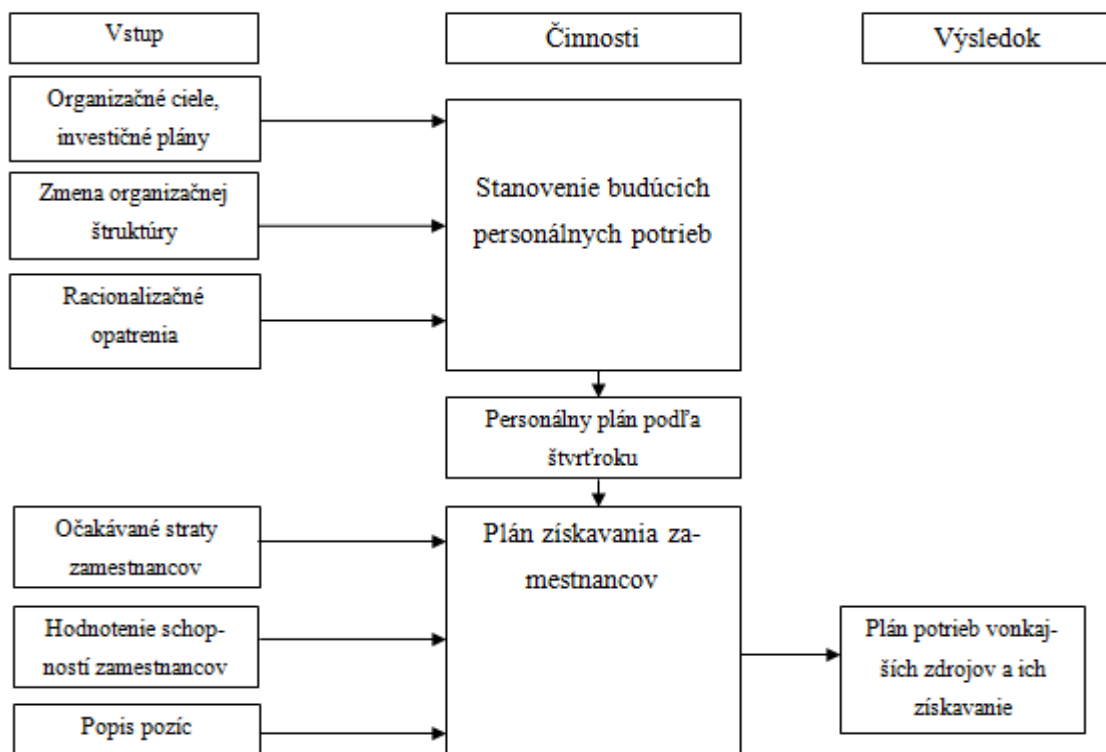 Vstup
Činnosti
Výsledok
Organizačné ciele,
investičné plány
Zmena organizačnej
štruktúry
Racionalizačné
opatrenia
Stanovenie budúcich
personálnych potrieb
Personálny plán podľa
štvrťroku
Očakávané straty
zamestnancov
Hodnotenie schop-
ností zamestnancov
Popis pozíc
Plán získavania za-
mestnancov
Plán potrieb vonkaj-
ších zdrojov a ich
získavanie